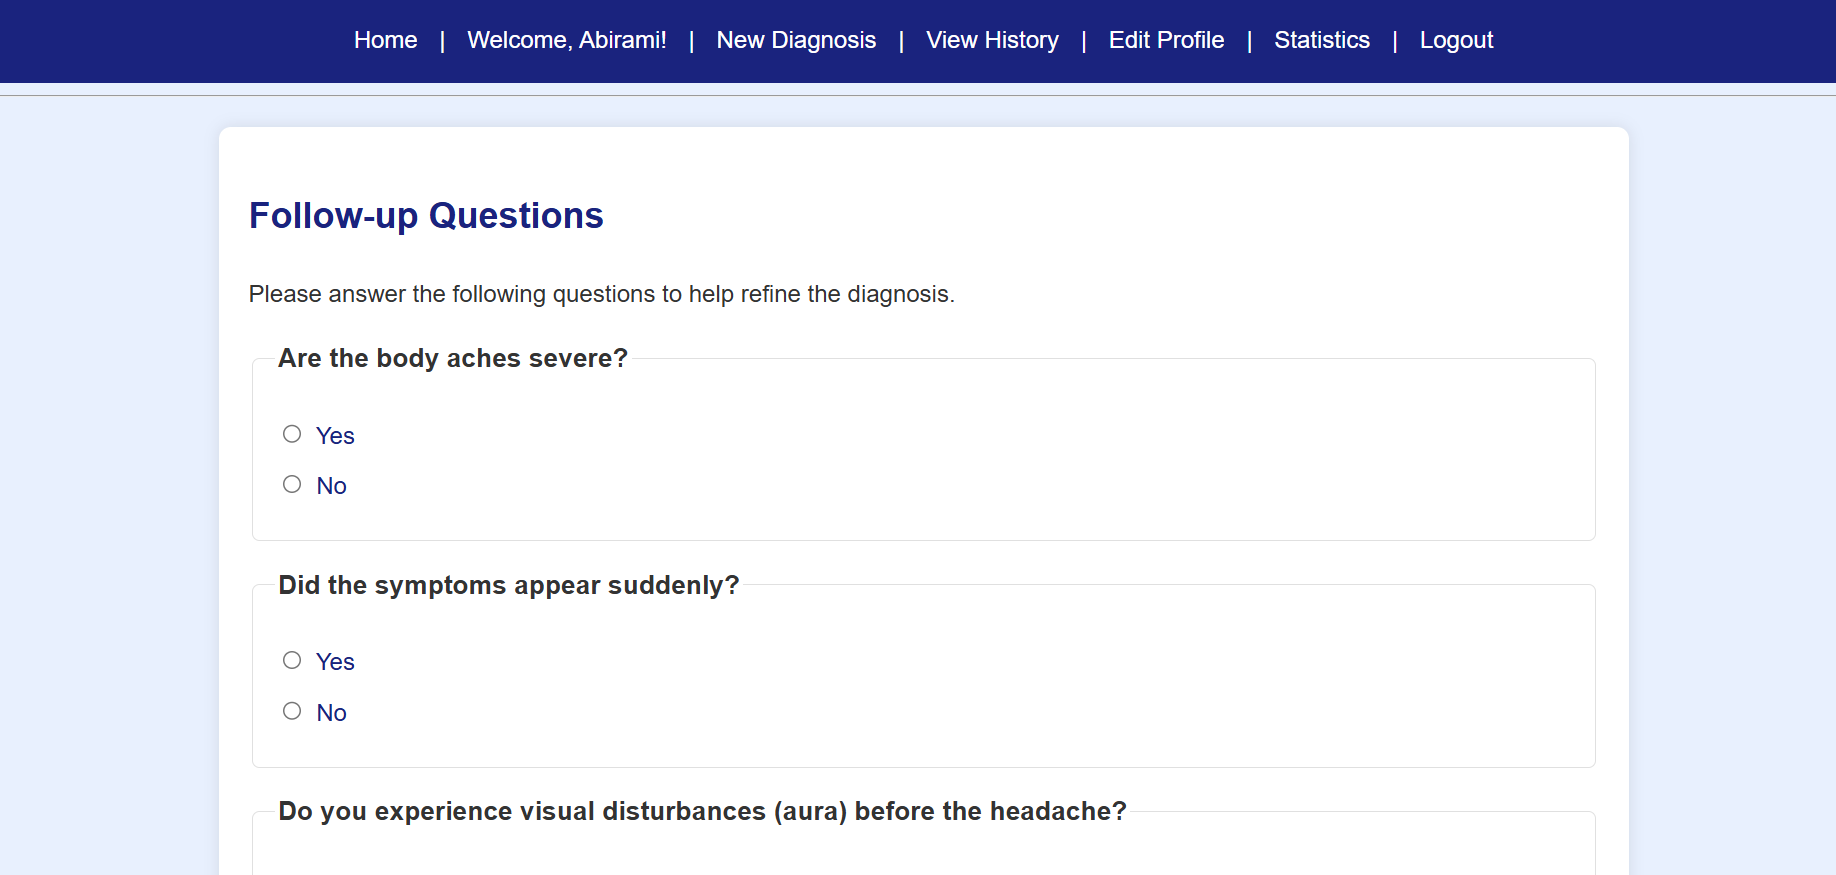 Home | Welcome, Abirami! | New Diagnosis | View History | Edit Profile | Statistics | Logout
Follow-up Questions
Please answer the following questions to help refine the diagnosis.
Are the body aches severe?
Yes
No
Did the symptoms appear suddenly?
Yes
No
Do you experience visual disturbances (aura) before the headache?